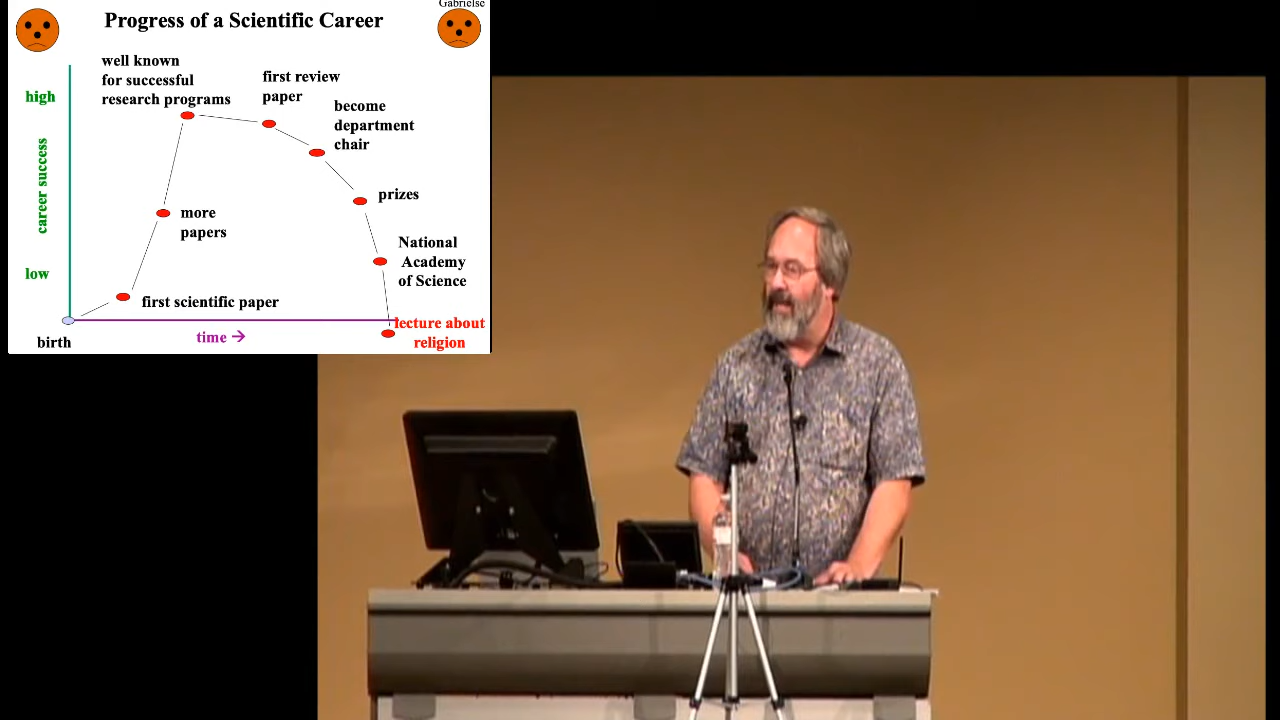 Gabrielse
Progress of a Scientific Career
well known
for successful
research programs
first review
paper
become
department
chair
high
career success
prizes
more
papers
National
Academy
of Science
low
first scientific paper
lecture about
religion
time →
birth